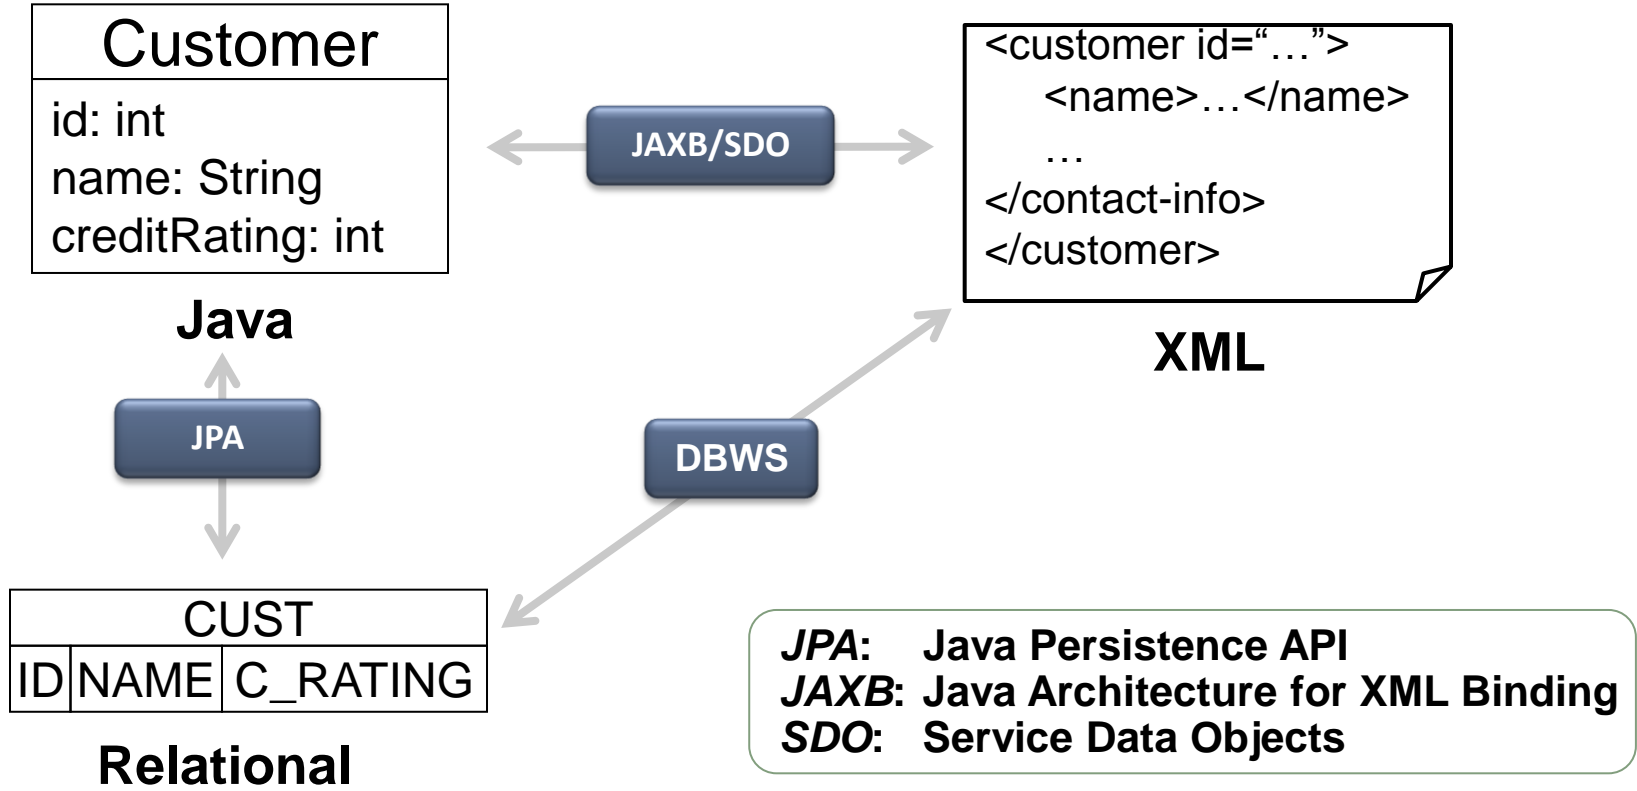 Customer
id: int
name: String
creditRating: int
Java
JAXB/SDO
<customer id=“…”>
<name>…</name>
…
</contact-info>
</customer>
XML
JPA
DBWS
CUST
ID NAME C_RATING
Relational
JPA: Java Persistence API
JAXB: Java Architecture for XML Binding
SDO: Service Data Objects